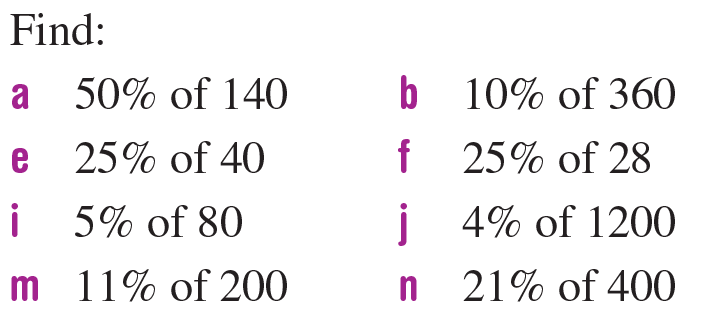 Find:
a 50% of 140 b 10% of 360
e 25% of 40 f 25% of 28
i 5% of 80 j 4% of 1200
m 11% of 200 n 21% of 400